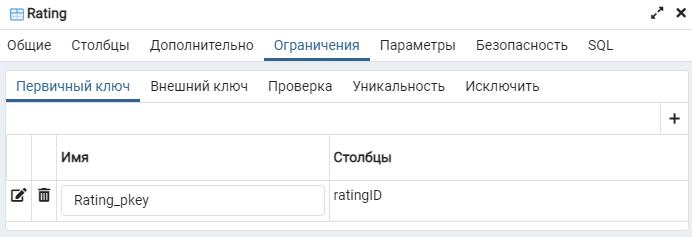 Rating
Общие Столбцы Дополнительно Ограничения Параметры Безопасность SQL
Первичный ключ Внешний ключ Проверка Уникальность Исключить
Имя Столбцы
Rating_pkey ratingID